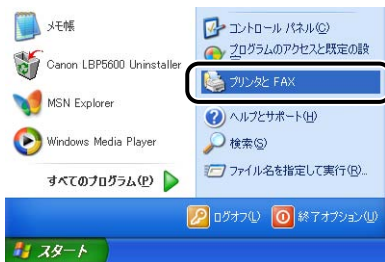 メモ帳
Canon LBP5600 Uninstaller
MSN Explorer
Windows Media Player
すべてのプログラム(P)
コントロール パネル(C)
プログラムのアクセスと既定の設
プリンタと FAX
ヘルプとサポート(H)
検索(S)
ファイル名を指定して実行(R)...
ログオフ(L)
終了オプション(U)
スタート